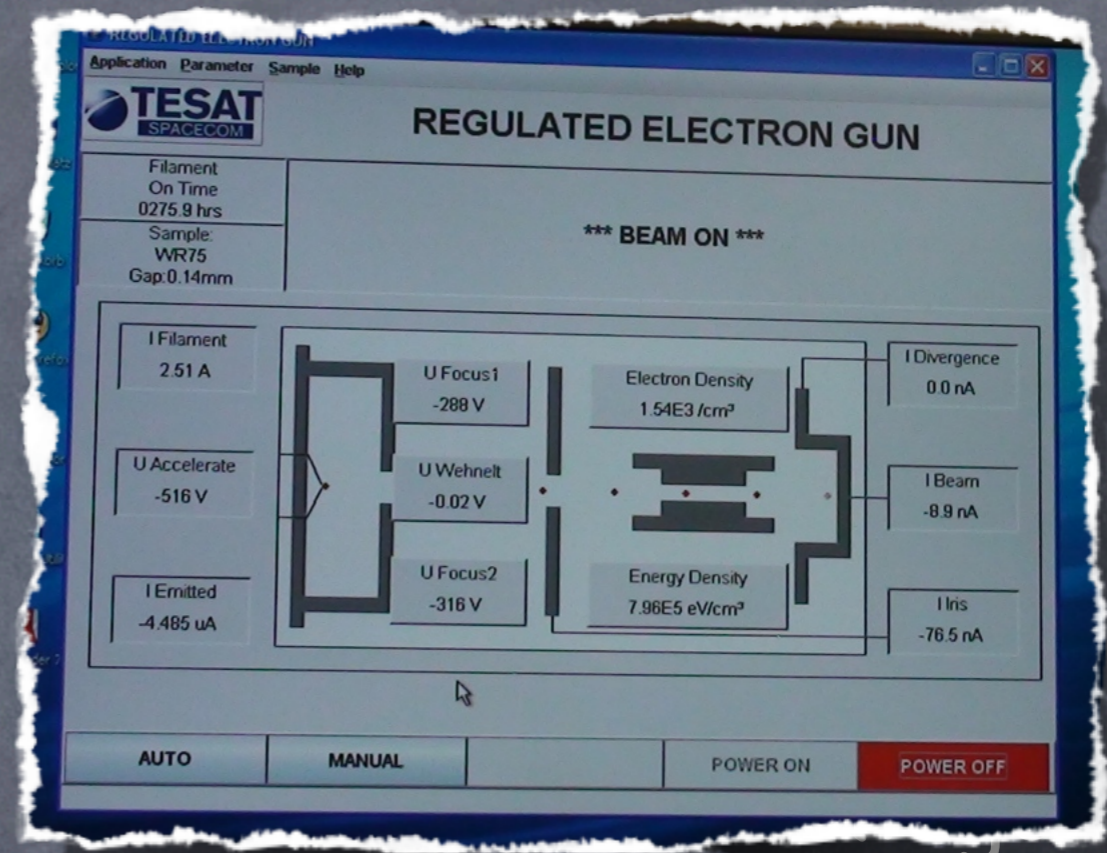 REGULATED ELECTRON GUN
Application Parameter Sample Help
TESAT
SPACECOM
REGULATED ELECTRON GUN
Filament
On Time
0275.9 hrs
Sample:
WR75
Gap:0.14mm
*** BEAM ON ***
I Filament
2.51 A
U Accelerate
-516 V
I Emitted
-4.485 uA
U Focus1
-288 V
U Wehnelt
-0.02 V
U Focus2
-316 V
Electron Density
1.54E3 /cm³
Energy Density
7.96E5 eV/cm³
I Divergence
0.0 nA
I Beam
-8.9 nA
I Iris
-76.5 nA
AUTO
MANUAL
POWER ON
POWER OFF